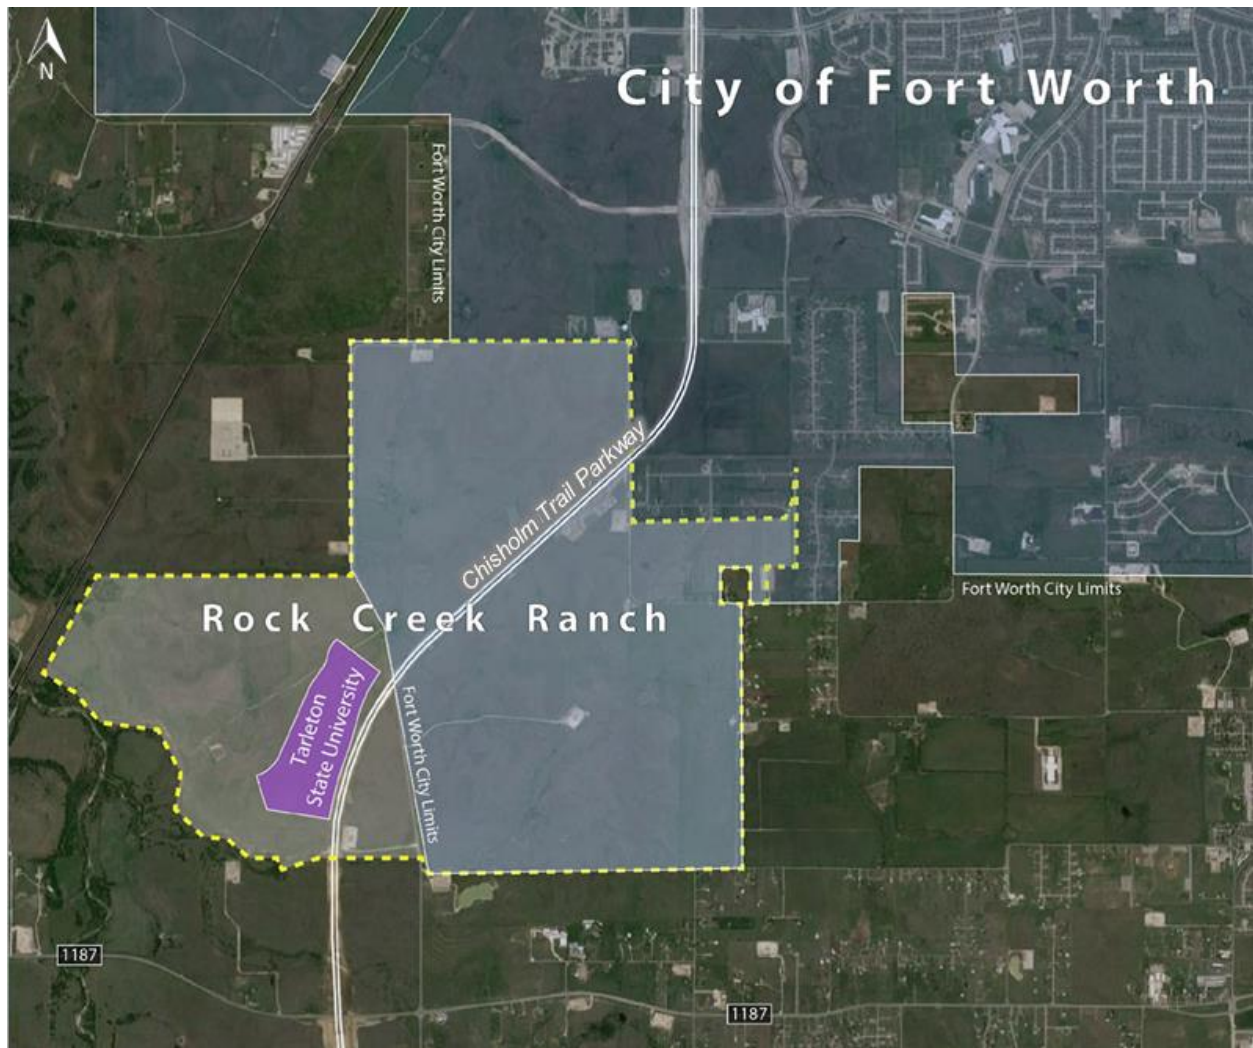 N
City of Fort Worth
Fort Worth City Limits
Chisholm Trail Parkway
Fort Worth City Limits
Rock Creek Ranch
Tarleton
State University
Fort Worth City Limits
1187
1187